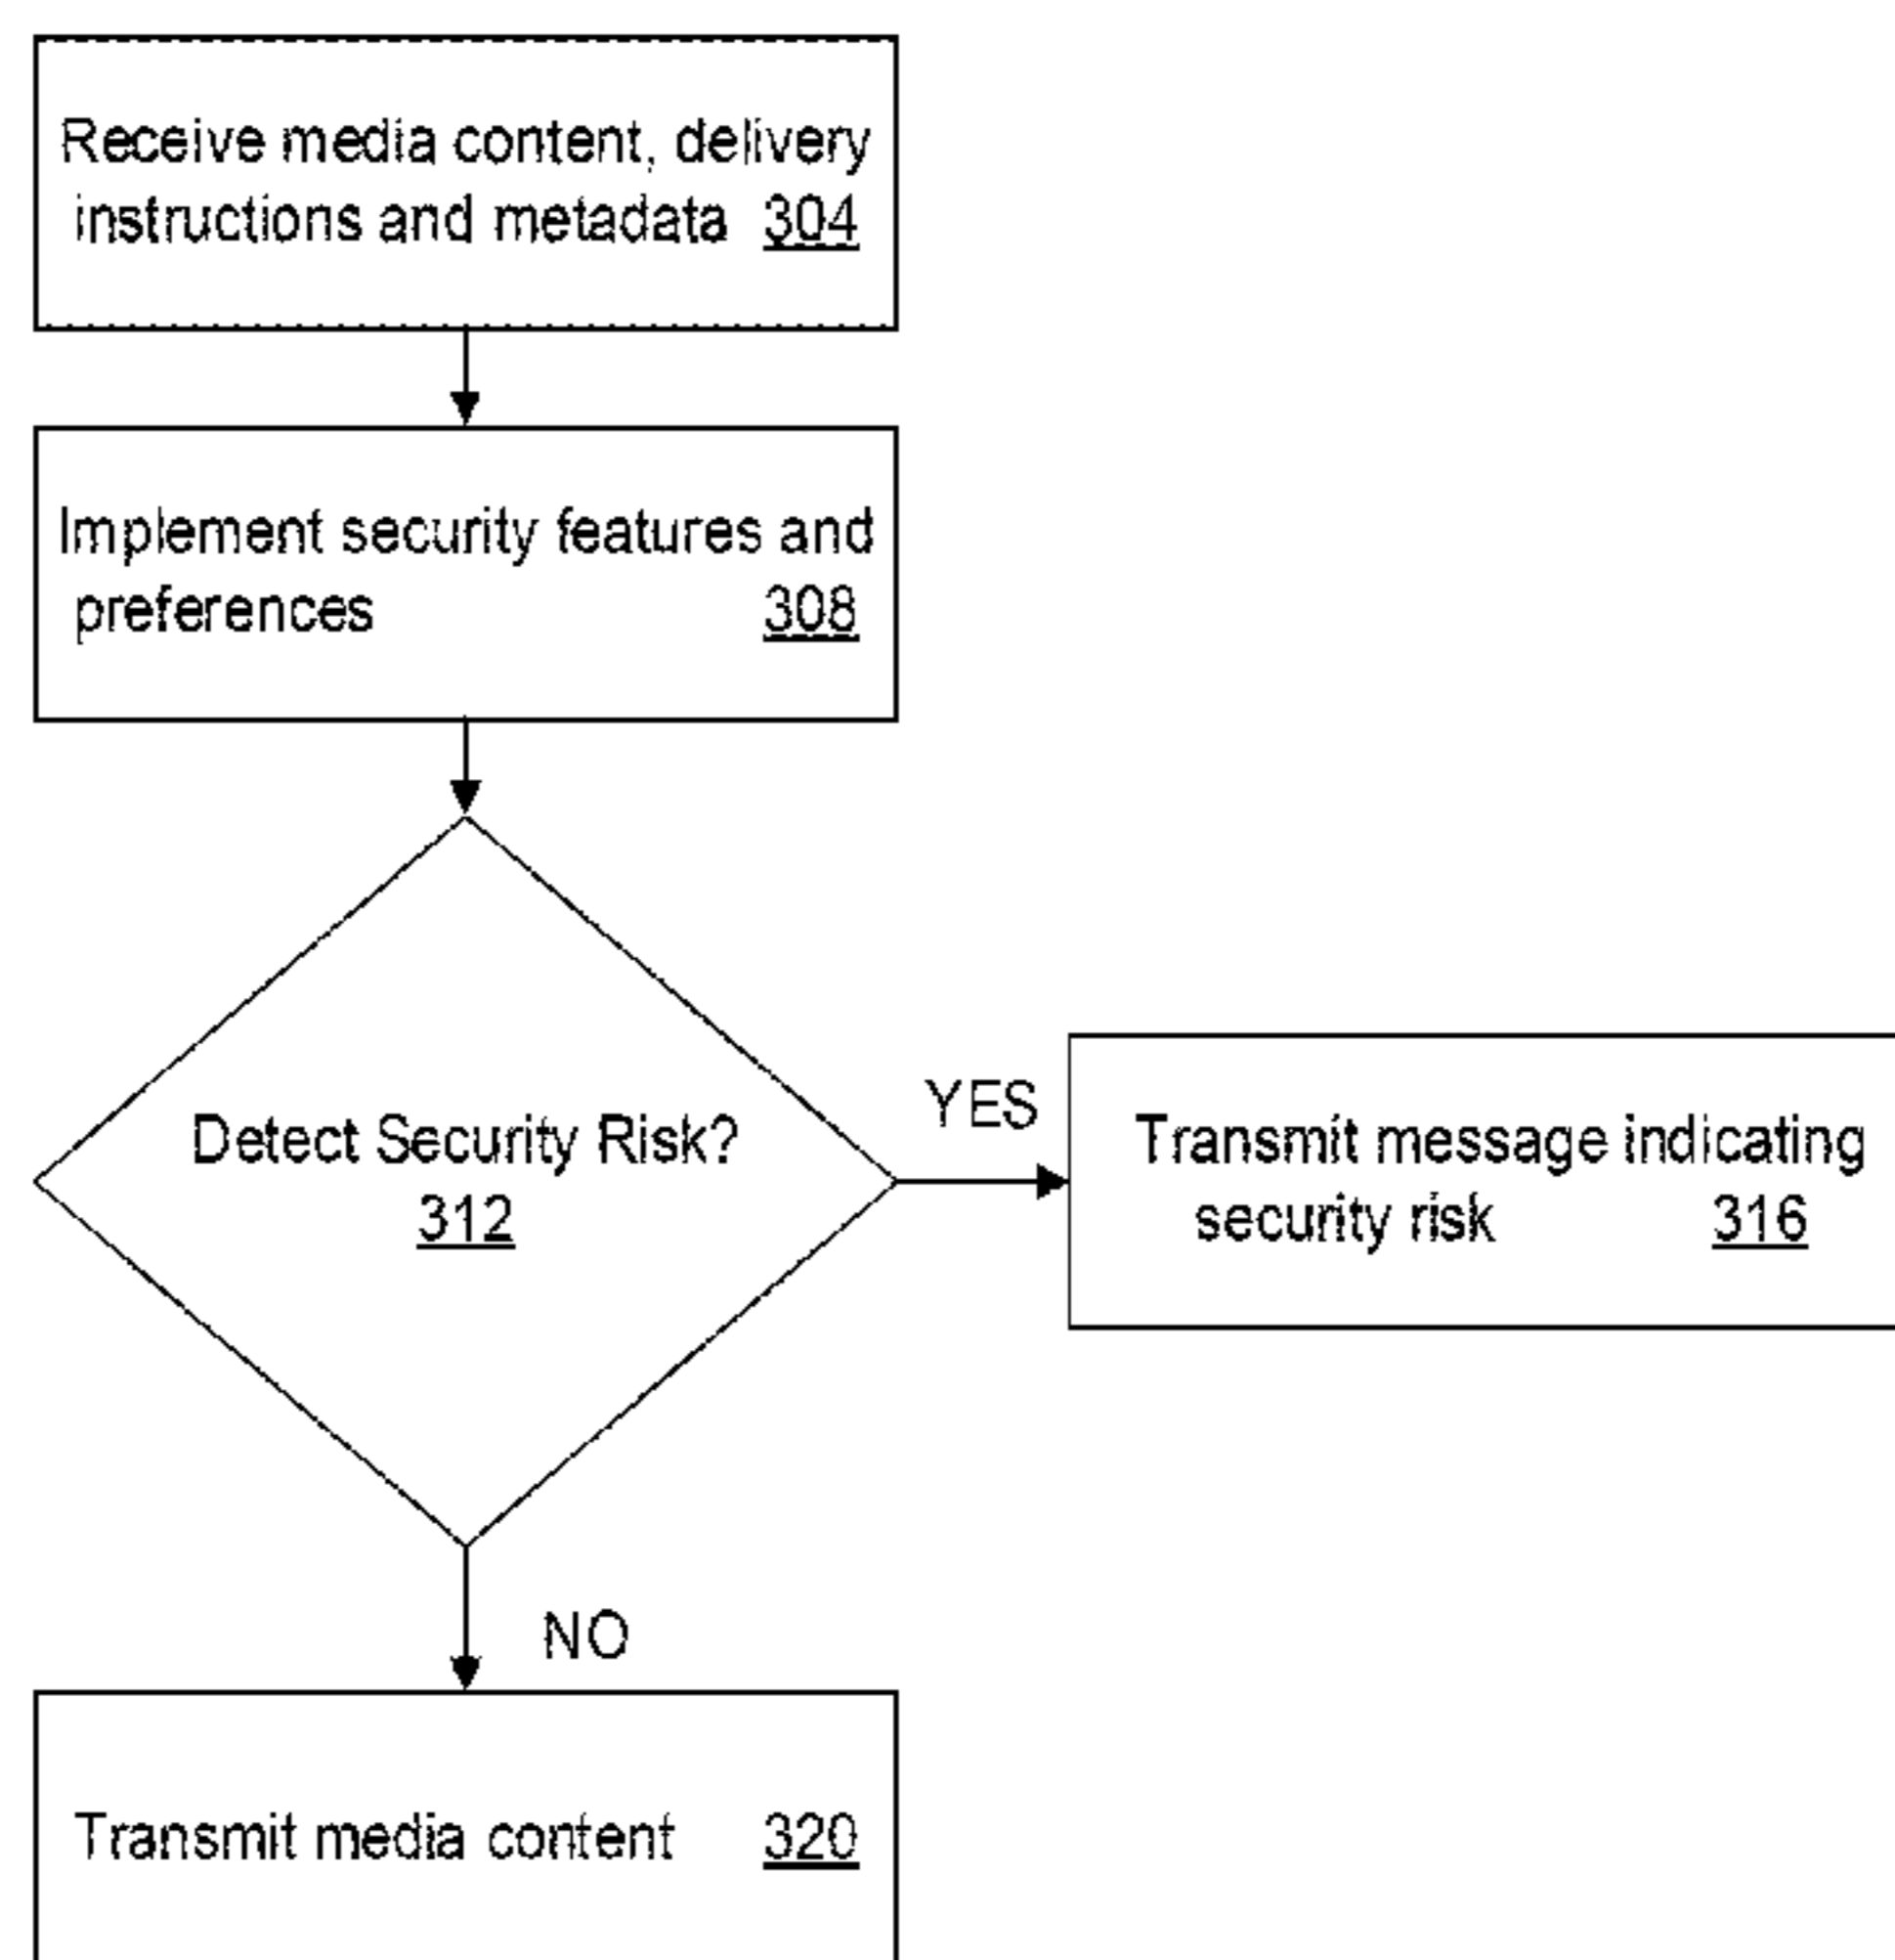 Receive media content, delivery
instructions and metadata 304
Implement security features and
preferences 308
Detect Security Risk?
312
YES
Transmit message indicating
security risk 316
NO
Transmit media content 320